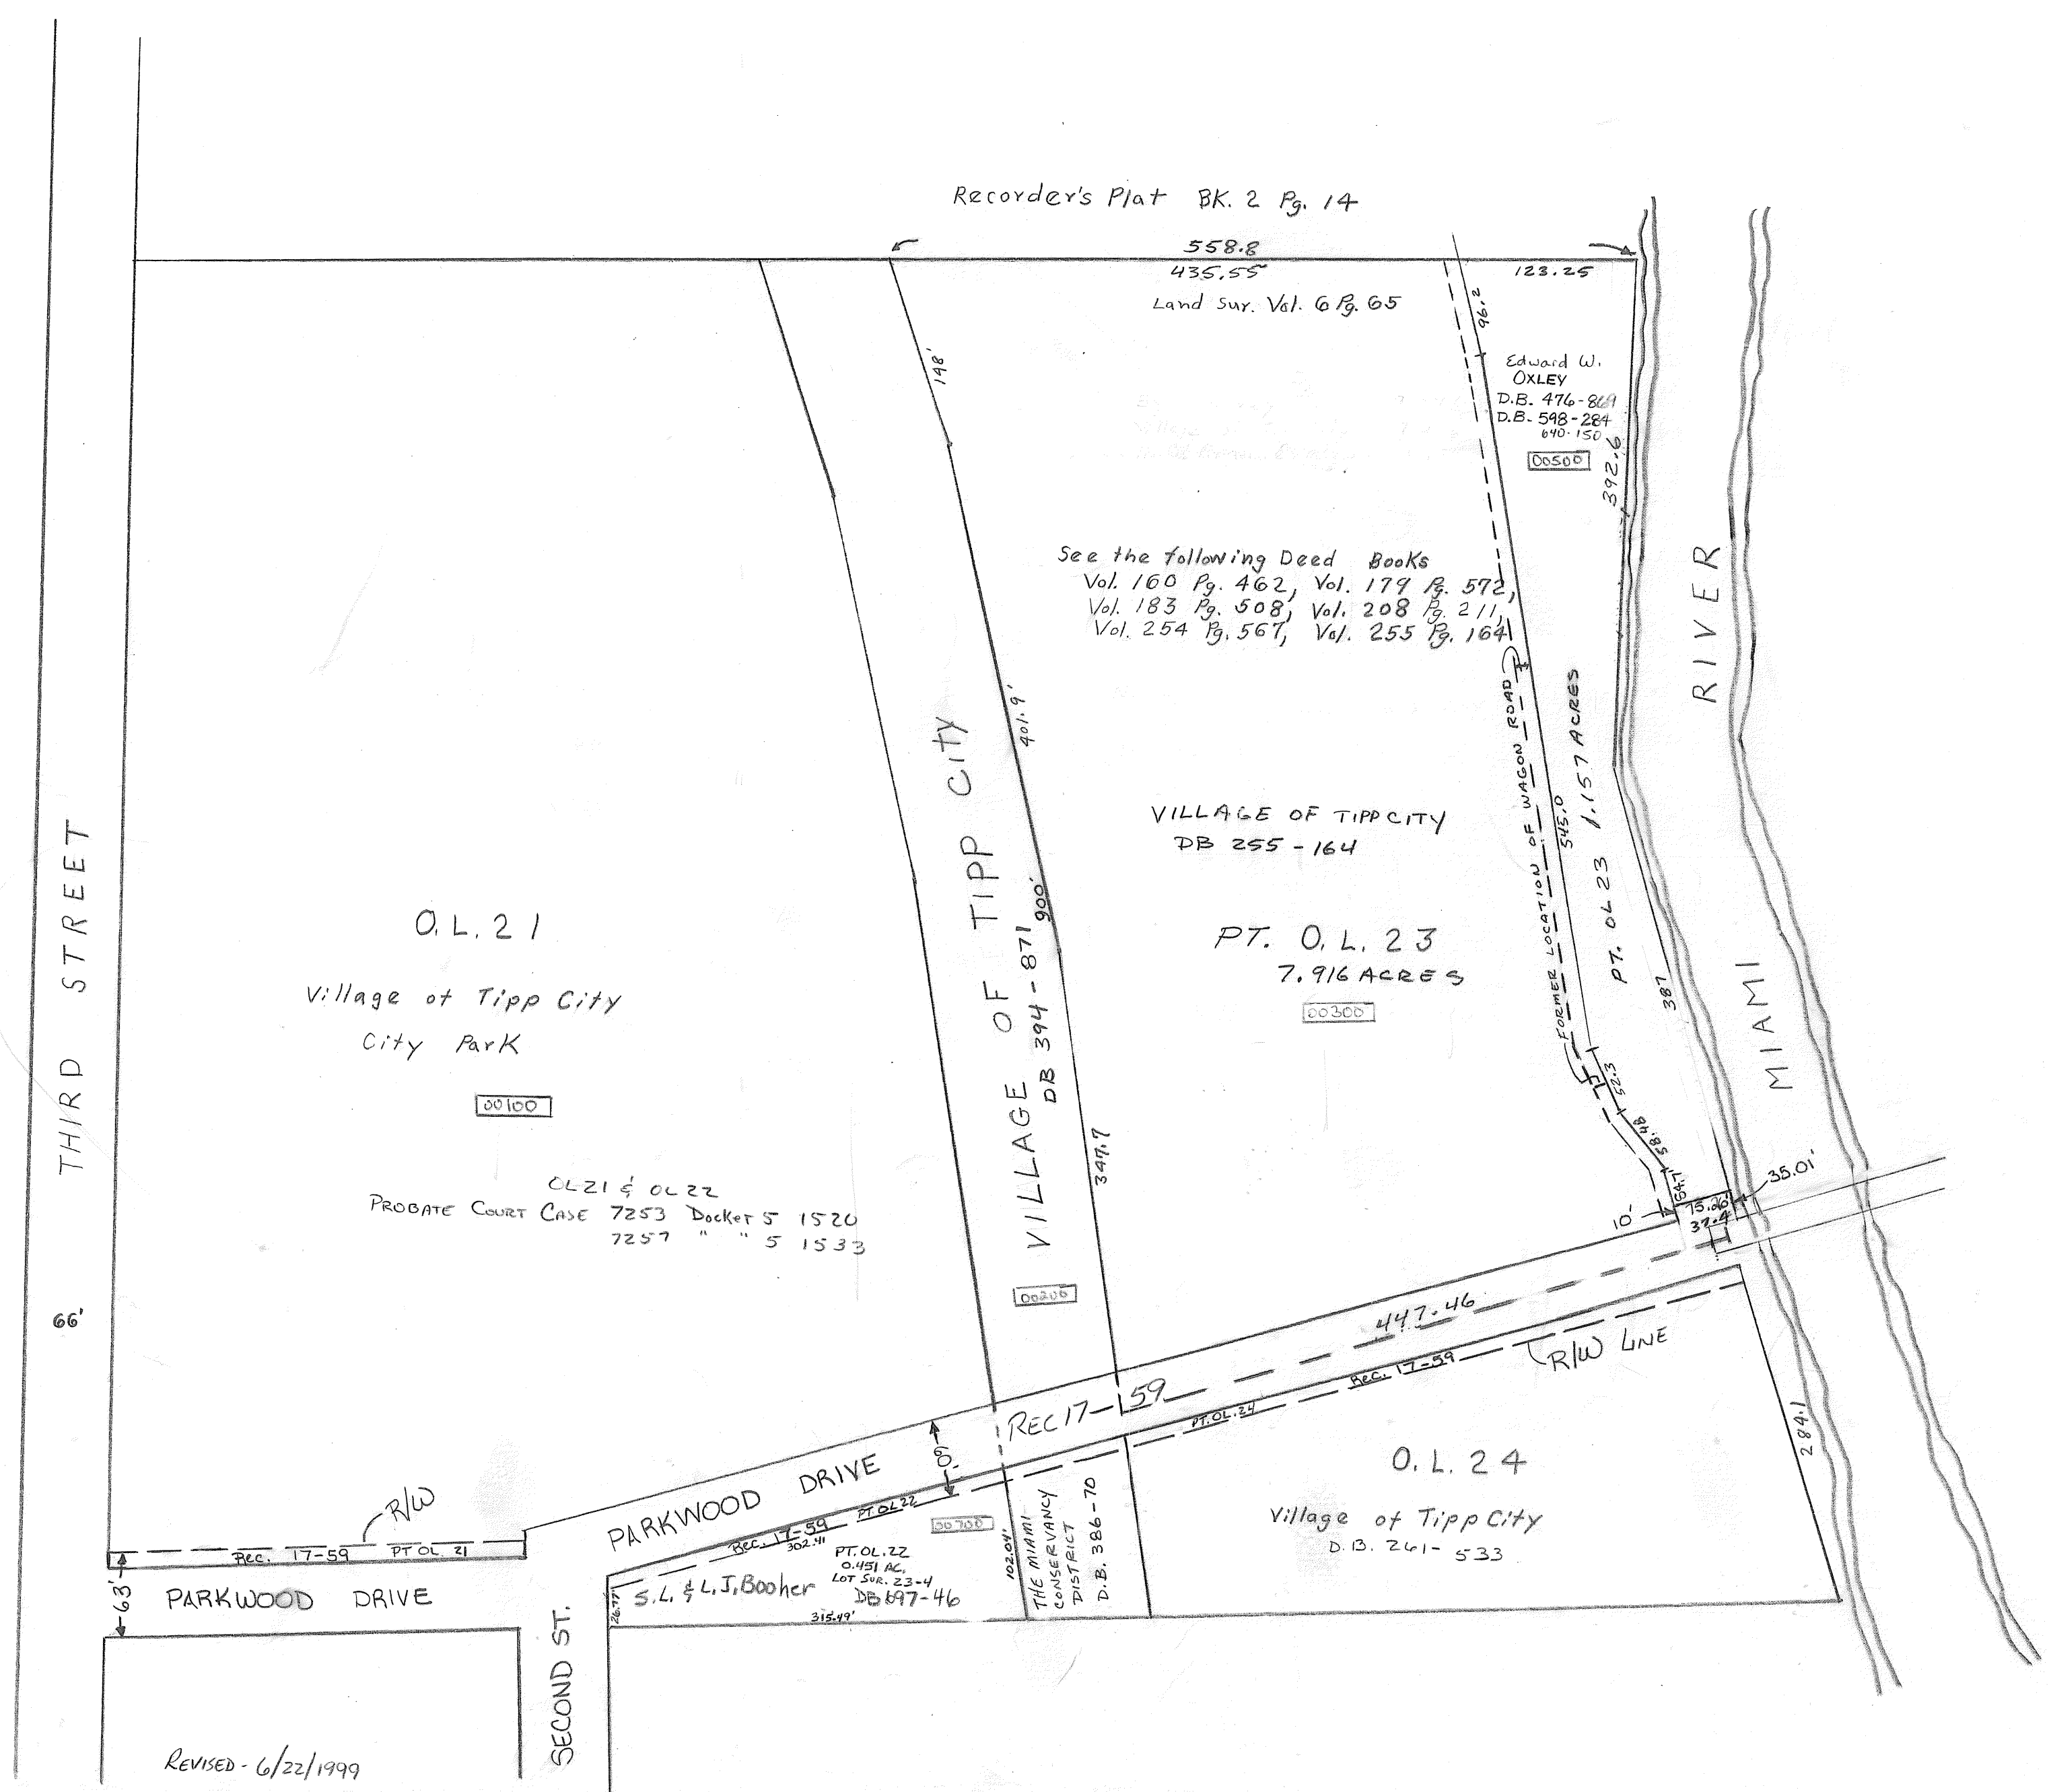 Recorder's Plat BK. 2 Pg. 14
558.8
435.55
123.25
Land Sur. Vol. 6 Pg. 65
96.2
148'
Edward W.
OXLEY
D.B. 476-869
D.B. 598-284
640-150
00500
392.6
See the following Deed Books
Vol. 160 Pg. 462, Vol. 179 Pg. 572,
Vol. 183 Pg. 508, Vol. 208 Pg. 211,
Vol. 254 Pg. 567, Vol. 255 Pg. 164
MIAMI RIVER
401.9'
FORMER LOCATION OF WAGON ROAD
545.0
PT. OL 23 1.157 ACRES
VILLAGE OF TIPP CITY
DB 255-164
PT. O.L. 23
7.916 ACRES
00300
387
THIRD STREET
66'
O.L. 21
Village of Tipp City
City Park
00100
OL 21 & OL 22
PROBATE COURT CASE 7253 Docket 5 1520
7257 " " 5 1533
VILLAGE OF TIPP CITY
DB 394-871
900'
347.7
00200
52.3
58.48
54.71
10'
75.26'
37.4
35.01'
447.46
REC 17-59
R/W LINE
Rec. 17-59
PT. OL. 24
60'
PARKWOOD DRIVE
Rec. 17-59
PT OL 22
302.41
00700
R/W
Rec. 17-59 PT OL. 21
63'
PARKWOOD DRIVE
PT. OL. 22
0.451 AC.
LOT SUR. 23-4
DB 697-46
S.L. & L.J. Booher
26.77'
315.49'
102.04'
THE MIAMI
CONSERVANCY
DISTRICT
D.B. 386-70
O.L. 24
Village of Tipp City
D.B. 261-533
284.1
SECOND ST.
REVISED - 6/22/1999